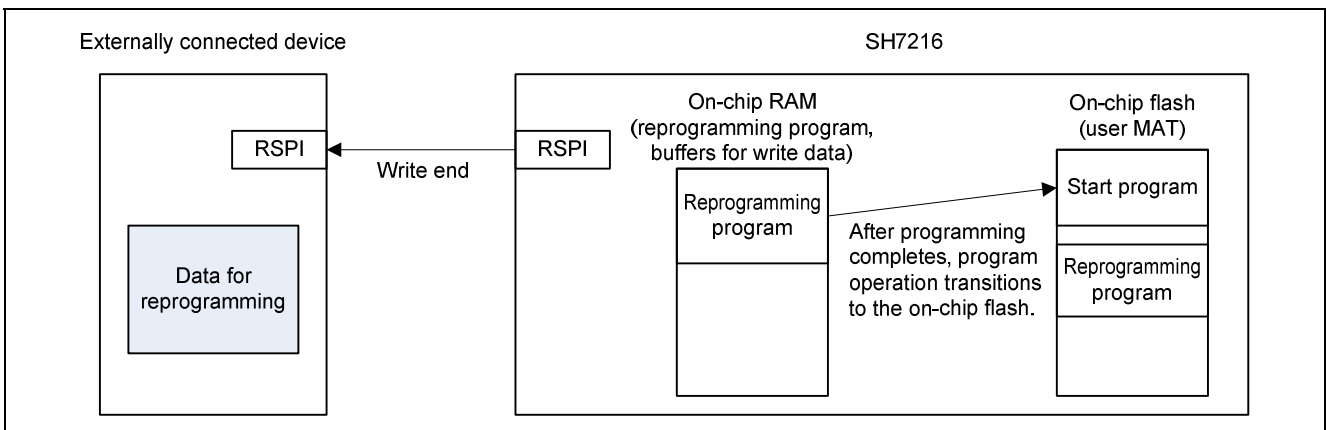 Externally connected device
SH7216
On-chip RAM
(reprogramming program,
buffers for write data)
On-chip flash
(user MAT)
RSPI
RSPI
Write end
Start program
Reprogramming
program
After programming
completes, program
operation transitions
to the on-chip flash.
Reprogramming
program
Data for
reprogramming